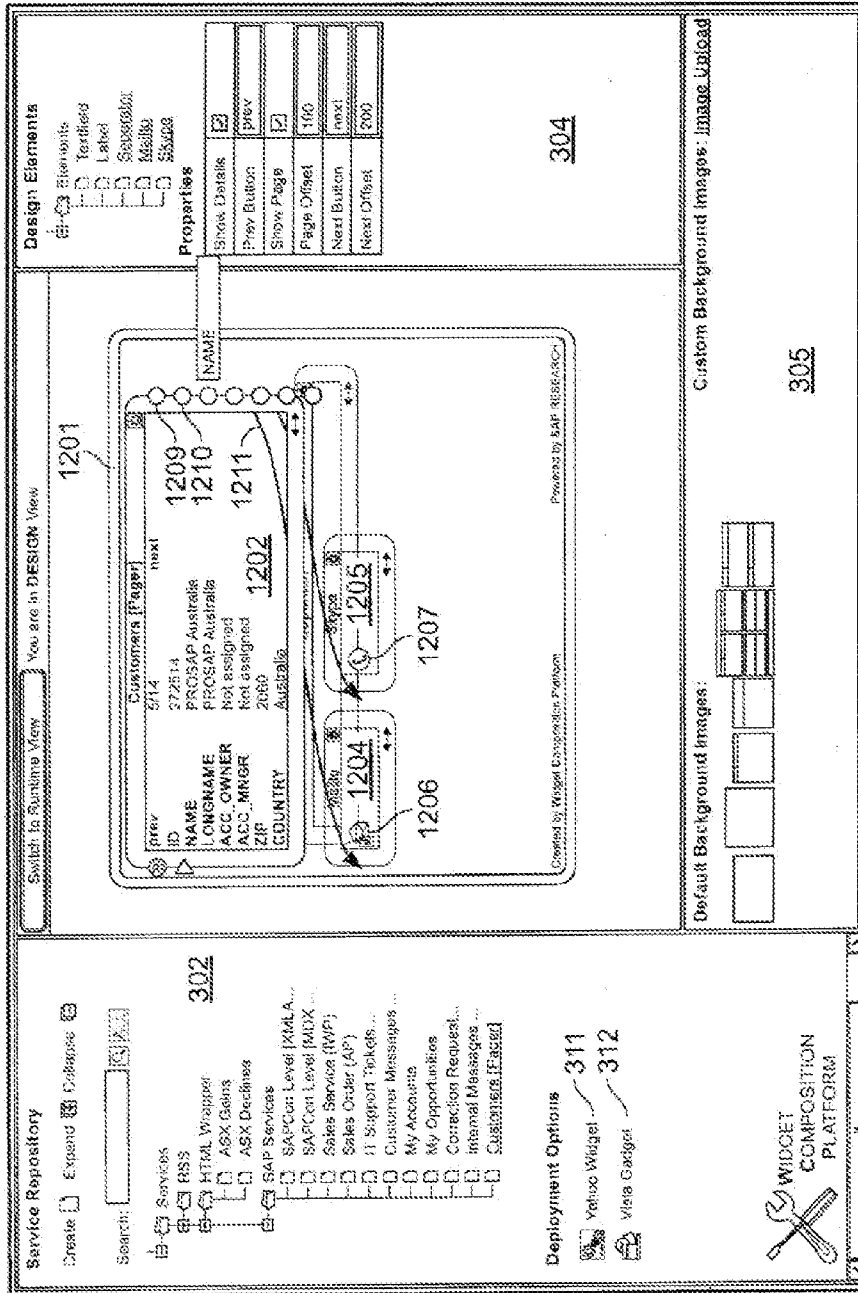 Service Repository
Create Expand Collapse
Search:
Services
RSS
HTML Wrapper
ASX Gains
ASX Declines
SAP Services
SAPCon Level [XMLA...
SAPCon Level [MDX ...
Sales Service (IWP)
Sales Order (AP)
IT Support Tickets...
Customer Messages ...
My Accounts
My Opportunities
Correction Request...
Internal Messages ...
Customers [Pager]
302
Deployment Options
Yahoo Widget 311
Vista Gadget 312
WIDGET
COMPOSITION
PLATFORM
Switch to Runtime View You are in DESIGN View
1201
Customers [Pager]
prev 5/14 next
ID 272514
NAME PROSAP Australia
LONGNAME PROSAP Australia
ACC_OWNER Not assigned
ACC_MNGR Not assigned
ZIP 2060
COUNTRY Australia
1202
1209
1210
1211
NAME
Skype
1204
1205
1206
1207
Created by Widget Composition Platform
Powered by SAP RESEARCH
Design Elements
Elements
Textfield
Label
Seperator
Mailto
Skype
Properties
Show Details
Prev Button prev
Show Page
Page Offset 160
Next Button next
Next Offset 200
304
Default Background Images:
Custom Background Images: Image Upload
305